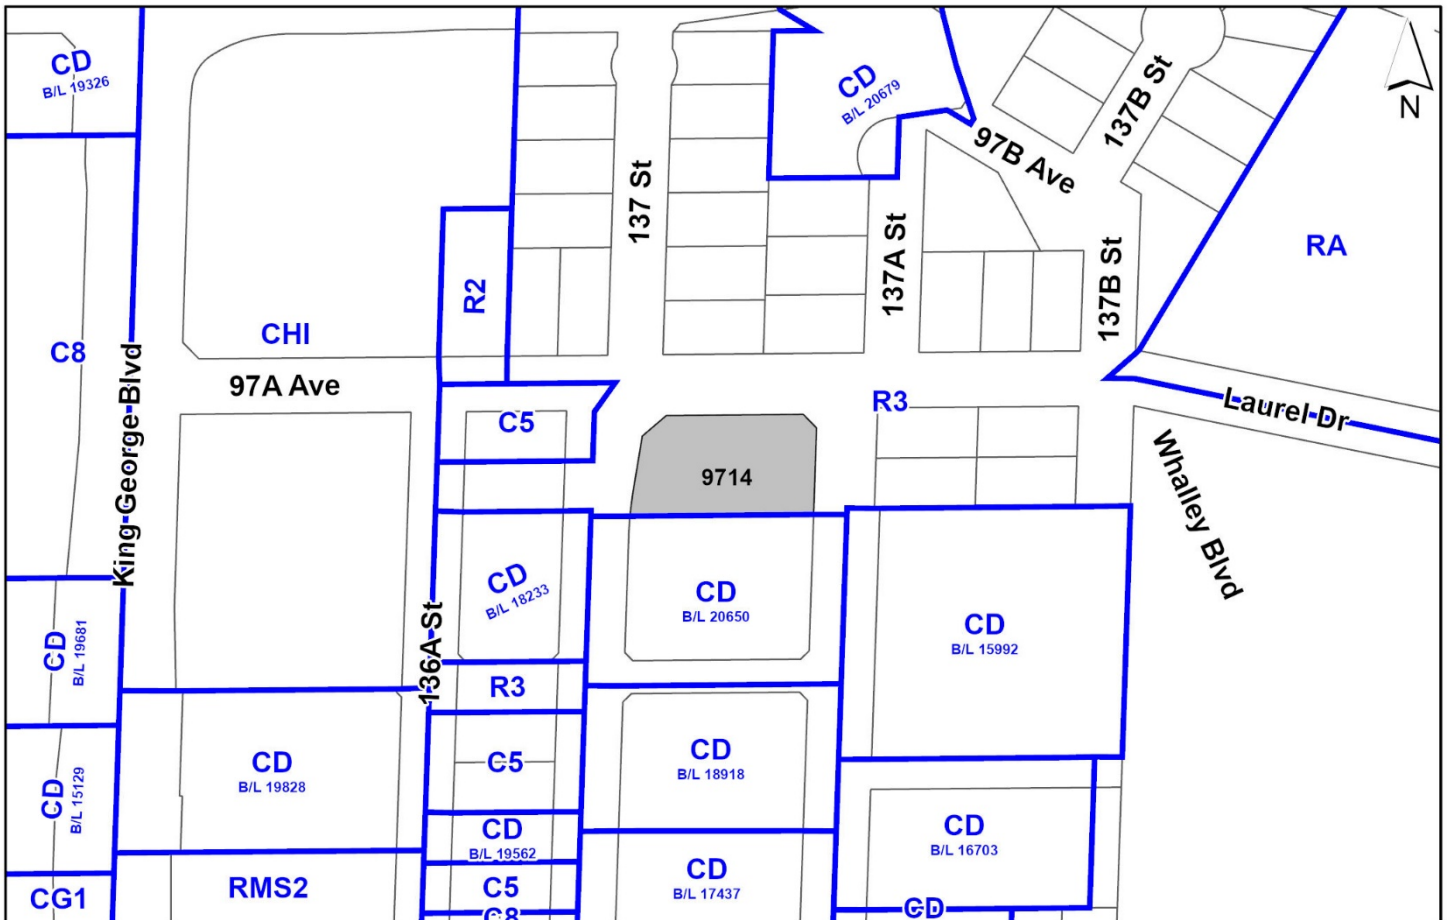 CD
B/L 19326
CD
B/L 20679
137B St
N
97B Ave
137 St
137A St
137B St
RA
R2
CHI
C8
97A Ave
King George Blvd
R3
C5
Laurel Dr
9714
Whalley Blvd
CD
B/L 18233
CD
B/L 20650
CD
B/L 15992
CD
B/L 19681
136A St
R3
CD
B/L 19828
C5
CD
B/L 18918
CD
B/L 15129
CD
B/L 19562
CD
B/L 16703
CD
B/L 17437
CG1
RMS2
C5
C8
CD